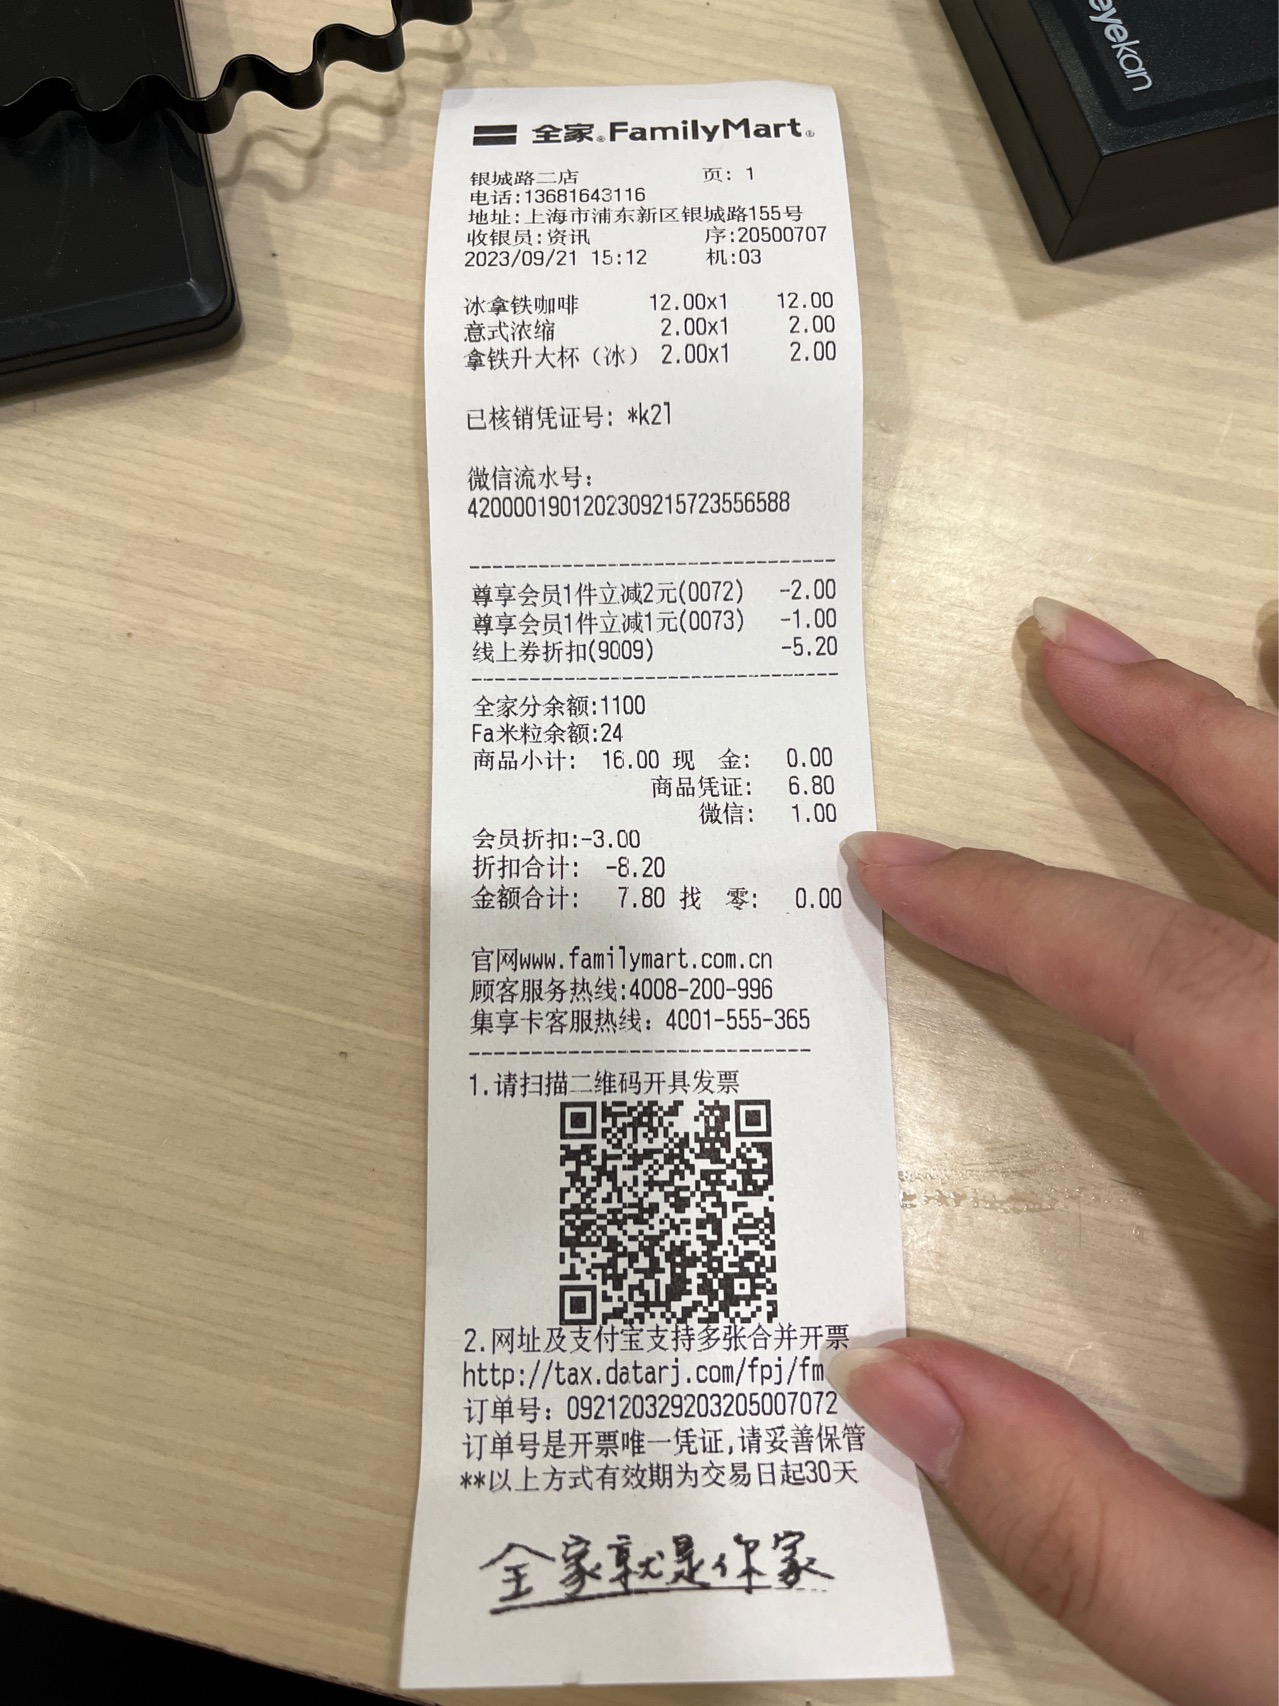 eyekan
全家®FamilyMart®
银城路二店 页: 1
电话:13681643116
地址:上海市浦东新区银城路155号
收银员:资讯 序:20500707
2023/09/21 15:12 机:03
冰拿铁咖啡 12.00x1 12.00
意式浓缩 2.00x1 2.00
拿铁升大杯（冰） 2.00x1 2.00
已核销凭证号: *k2l
微信流水号:
4200001901202309215723556588
尊享会员1件立减2元(0072) -2.00
尊享会员1件立减1元(0073) -1.00
线上券折扣(9009) -5.20
全家分余额:1100
Fa米粒余额:24
商品小计: 16.00 现 金: 0.00
商品凭证: 6.80
微信: 1.00
会员折扣:-3.00
折扣合计: -8.20
金额合计: 7.80 找 零: 0.00
官网www.familymart.com.cn
顾客服务热线:4008-200-996
集享卡客服热线: 4001-555-365
1.请扫描二维码开具发票
2.网址及支付宝支持多张合并开票
http://tax.datarj.com/fpj/fm
订单号: 092120329203205007072
订单号是开票唯一凭证,请妥善保管
**以上方式有效期为交易日起30天
全家就是你家